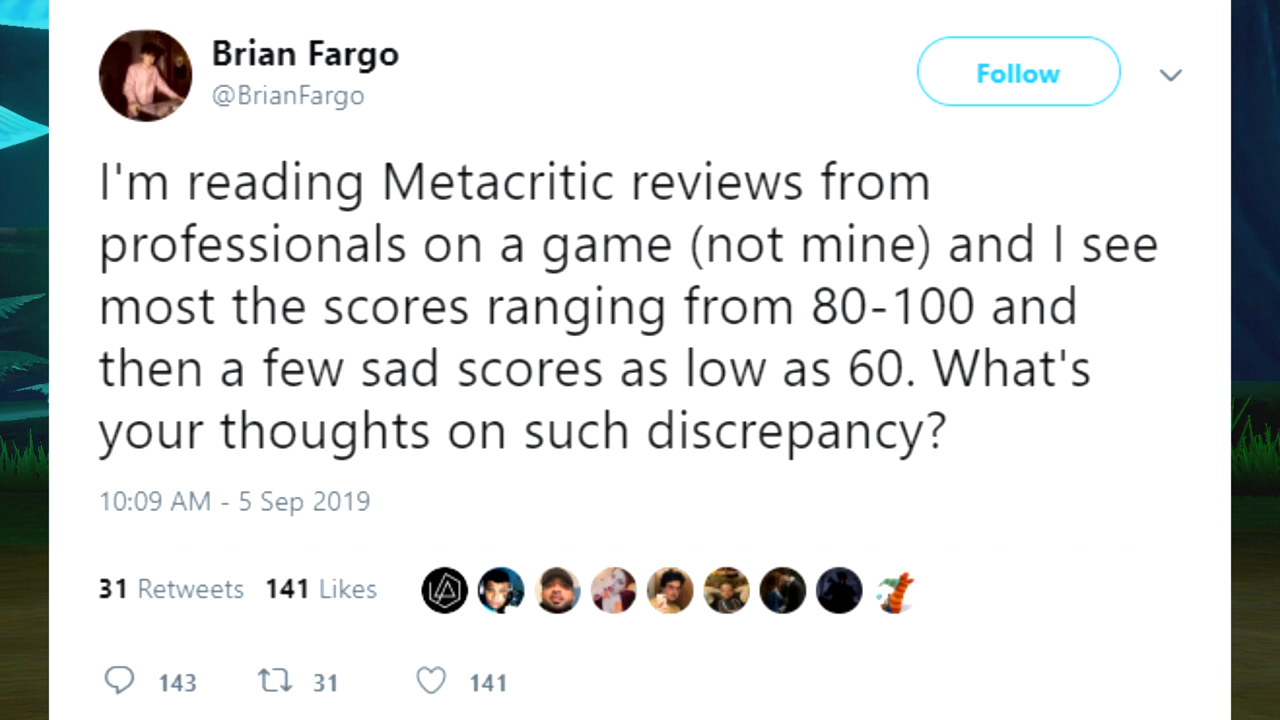 Brian Fargo
@BrianFargo
Follow
I'm reading Metacritic reviews from
professionals on a game (not mine) and I see
most the scores ranging from 80-100 and
then a few sad scores as low as 60. What's
your thoughts on such discrepancy?
10:09 AM - 5 Sep 2019
31 Retweets 141 Likes
143 31 141